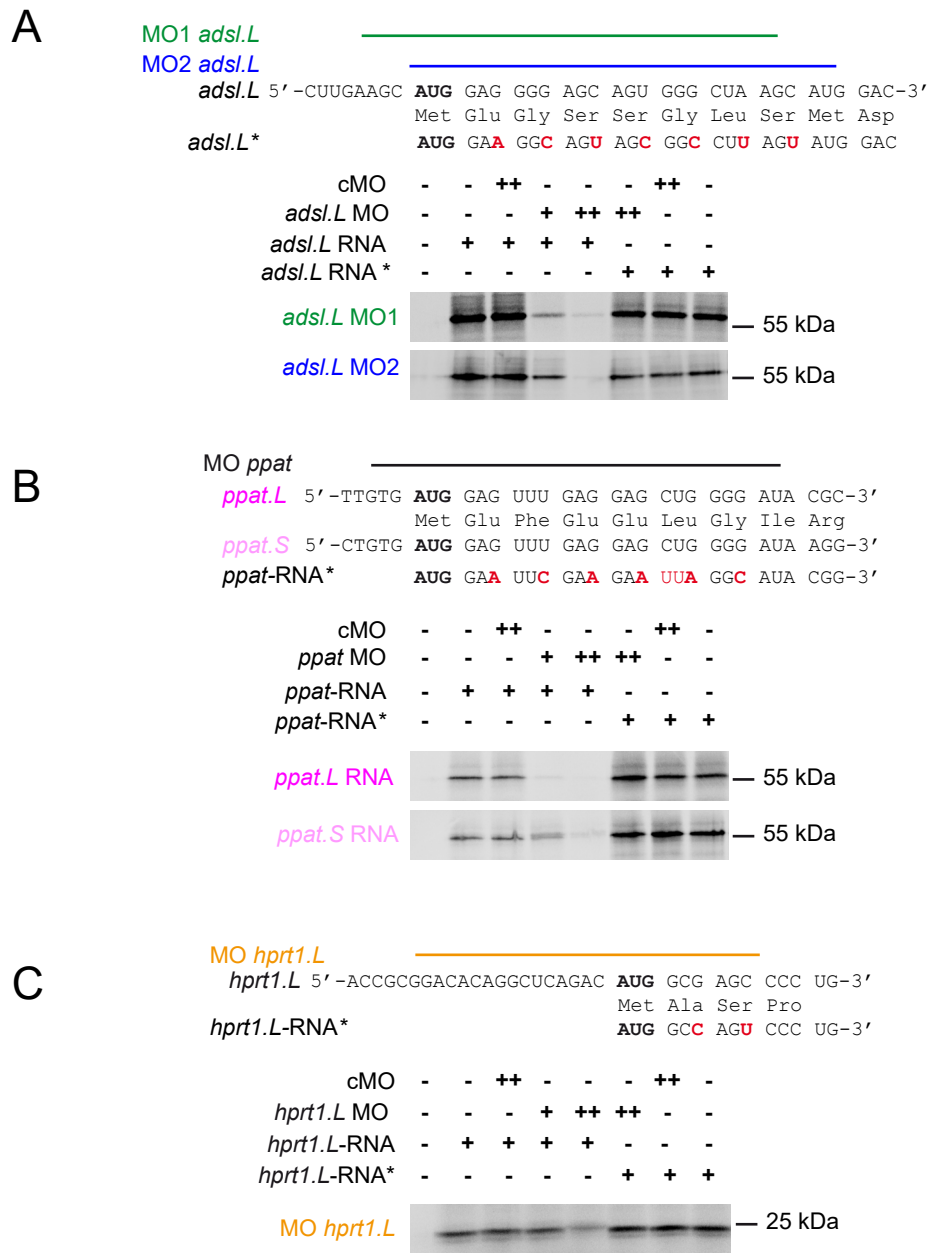 A
MO1 adsl.L
MO2 adsl.L
adsl.L 5′-CUUGAAGC AUG GAG GGG AGC AGU GGG CUA AGC AUG GAC-3′
Met Glu Gly Ser Ser Gly Leu Ser Met Asp
adsl.L* AUG GAA GGC AGU AGC GGC CUU AGU AUG GAC
cMO - - ++ - - - ++ -
adsl.L MO - - - + ++ ++ - -
adsl.L RNA - + + + + - - -
adsl.L RNA * - - - - - + + +
adsl.L MO1 55 kDa
adsl.L MO2 55 kDa
B
MO ppat
ppat.L 5′-TTGTG AUG GAG UUU GAG GAG CUG GGG AUA CGC-3′
Met Glu Phe Glu Glu Leu Gly Ile Arg
ppat.S 5′-CTGTG AUG GAG UUU GAG GAG CUG GGG AUA AGG-3′
ppat-RNA* AUG GAA UUC GAA GAA UUA GGC AUA CGG-3′
cMO - - ++ - - - ++ -
ppat MO - - - + ++ ++ - -
ppat-RNA - + + + + - - -
ppat-RNA* - - - - - + + +
ppat.L RNA 55 kDa
ppat.S RNA 55 kDa
C
MO hprt1.L
hprt1.L 5′-ACCGCGGACACAGGCUCAGAC AUG GCG AGC CCC UG-3′
Met Ala Ser Pro
hprt1.L-RNA* AUG GCC AGU CCC UG-3′
cMO - - ++ - - - ++ -
hprt1.L MO - - - + ++ ++ - -
hprt1.L-RNA - + + + + - - -
hprt1.L-RNA* - - - - - + + +
MO hprt1.L 25 kDa